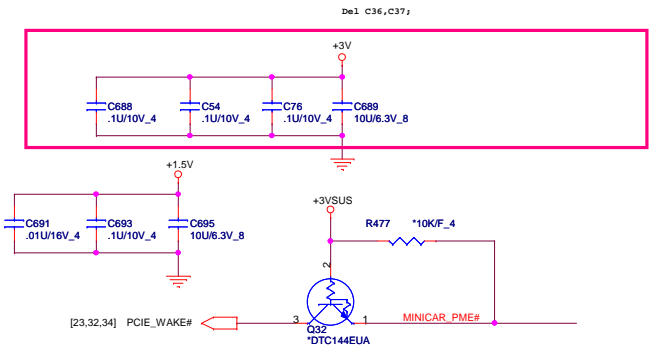 Del C36,C37;
+3V
C688
.1U/10V_4
C54
.1U/10V_4
C76
.1U/10V_4
C689
10U/6.3V_8
+1.5V
C691
.01U/16V_4
C693
.1U/10V_4
C695
10U/6.3V_8
+3VSUS
R477 *10K/F_4
2
[23,32,34] PCIE_WAKE#
3
1
MINICAR_PME#
Q32
*DTC144EUA